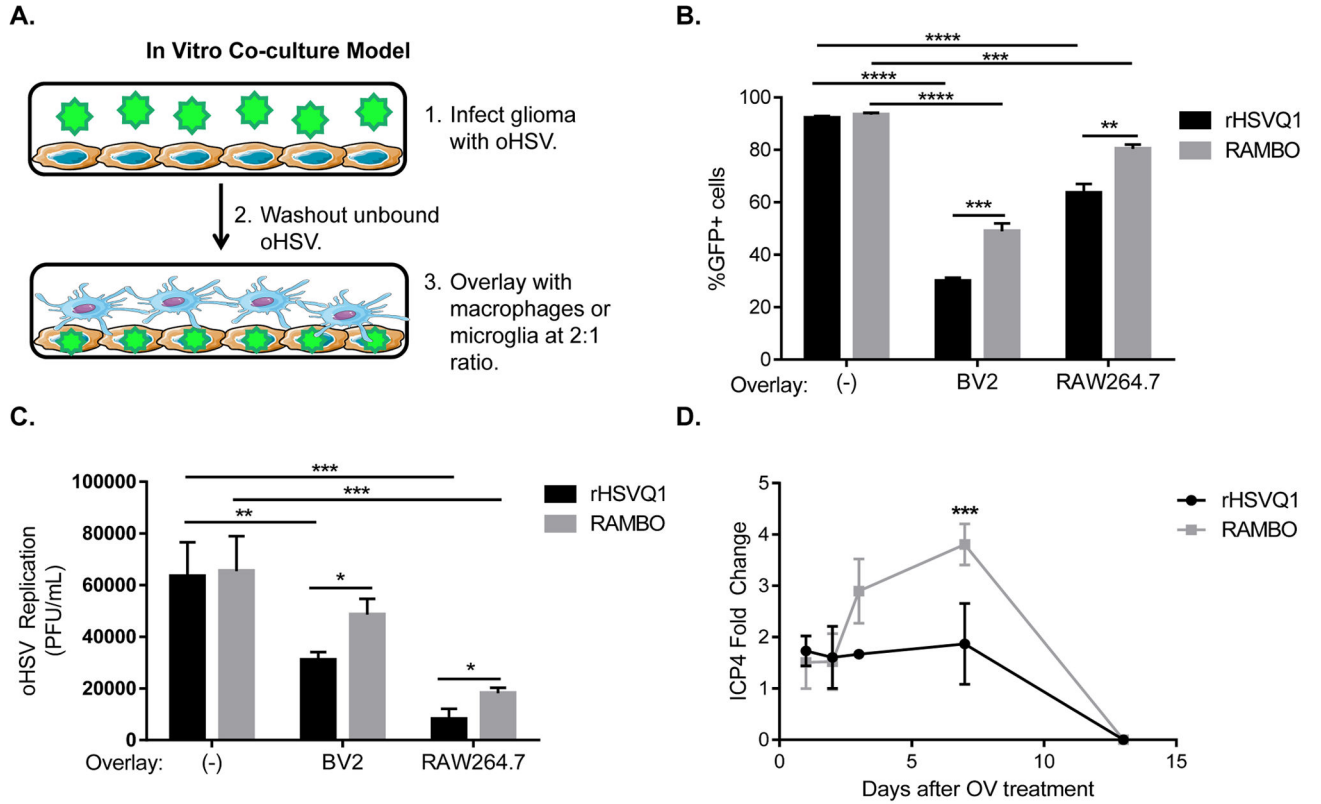 A.
In Vitro Co-culture Model
1. Infect glioma
with oHSV.
2. Washout unbound
oHSV.
3. Overlay with
macrophages or
microglia at 2:1
ratio.
B.
****
***
****
****
***
**
100
80
60
40
20
0
%GFP+ cells
Overlay: (-) BV2 RAW264.7
rHSVQ1
RAMBO
C.
***
***
**
*
*
100000
80000
60000
40000
20000
0
oHSV Replication
(PFU/mL)
Overlay: (-) BV2 RAW264.7
rHSVQ1
RAMBO
D.
***
5
4
3
2
1
0
ICP4 Fold Change
0 5 10 15
Days after OV treatment
rHSVQ1
RAMBO